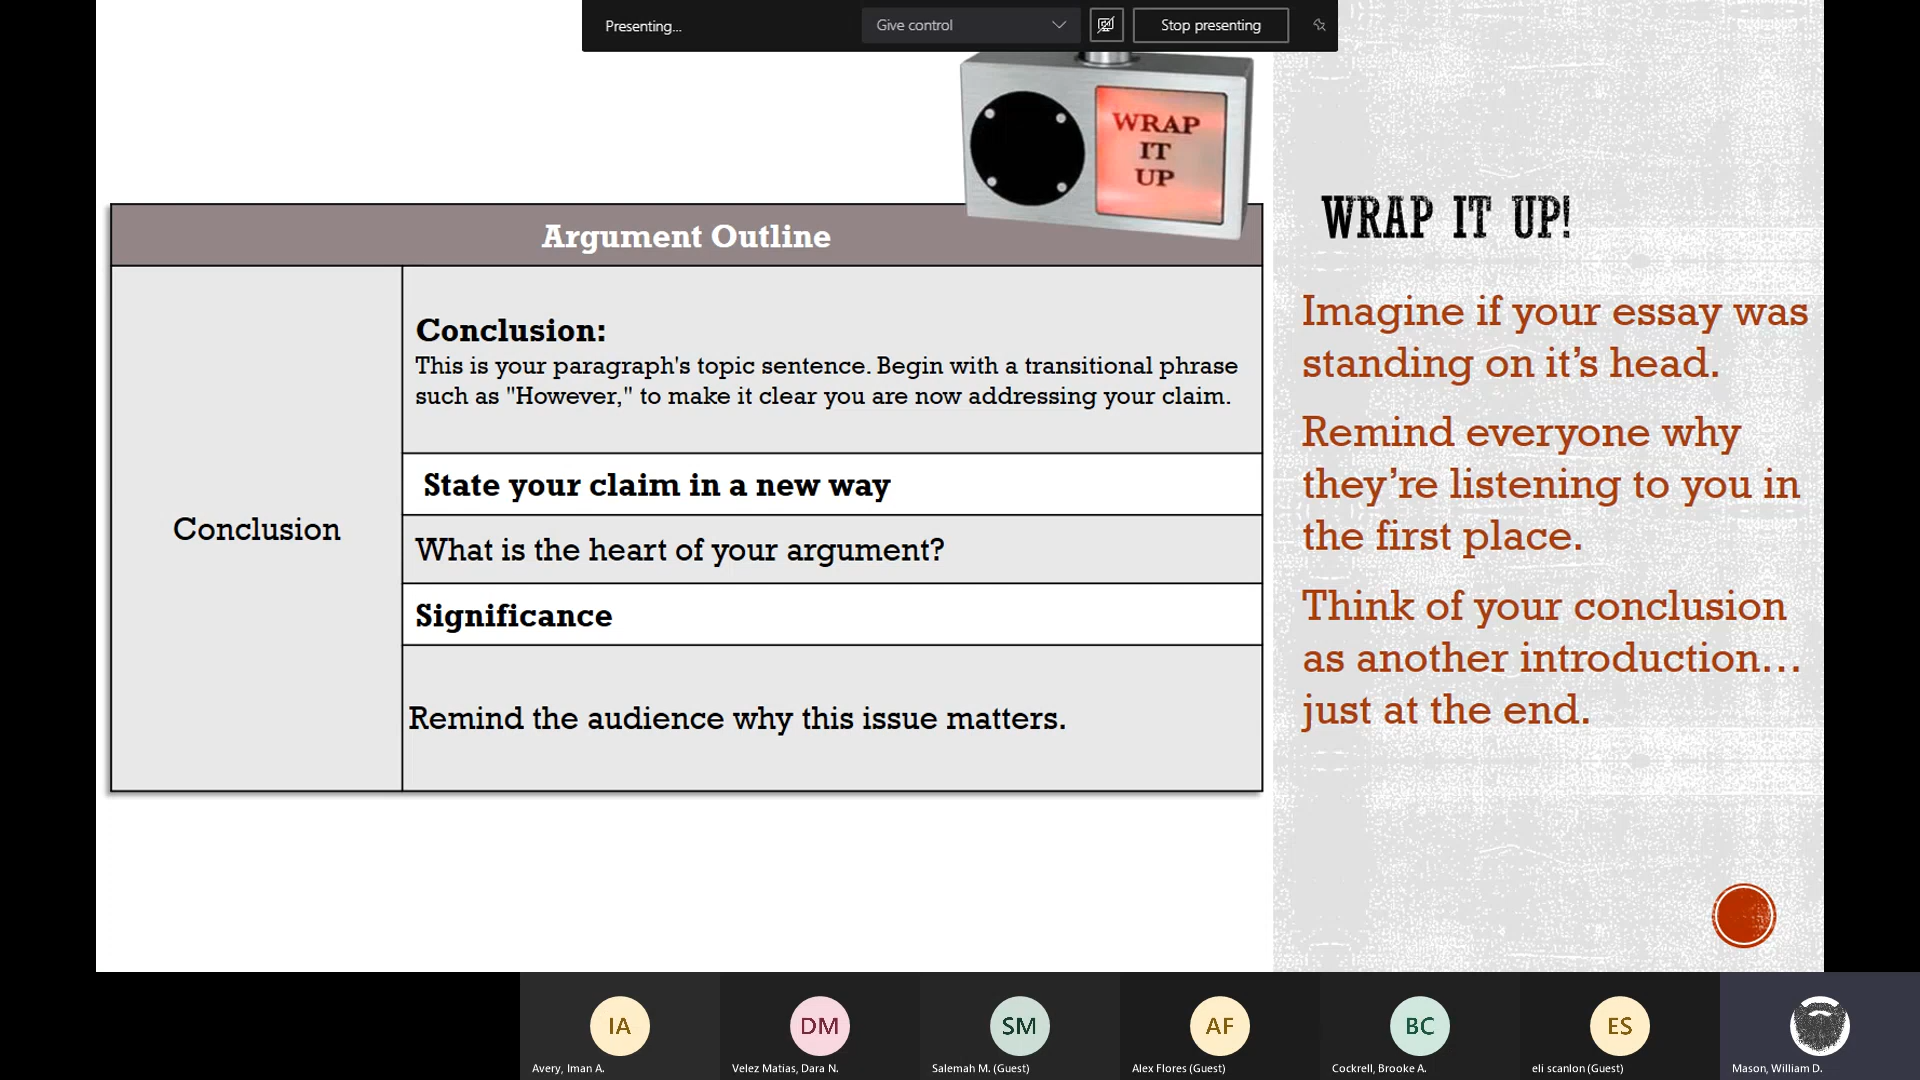 Presenting...
Give control
Stop presenting
WRAP
IT
UP
Argument Outline
Conclusion
Conclusion:
This is your paragraph's topic sentence. Begin with a transitional phrase
such as "However," to make it clear you are now addressing your claim.
State your claim in a new way
What is the heart of your argument?
Significance
Remind the audience why this issue matters.
WRAP IT UP!
Imagine if your essay was
standing on it’s head.
Remind everyone why
they’re listening to you in
the first place.
Think of your conclusion
as another introduction…
just at the end.
IA
DM
SM
AF
BC
ES
Avery, Iman A.
Velez Matias, Dara N.
Salemah M. (Guest)
Alex Flores (Guest)
Cockrell, Brooke A.
eli scanlon (Guest)
Mason, William D.